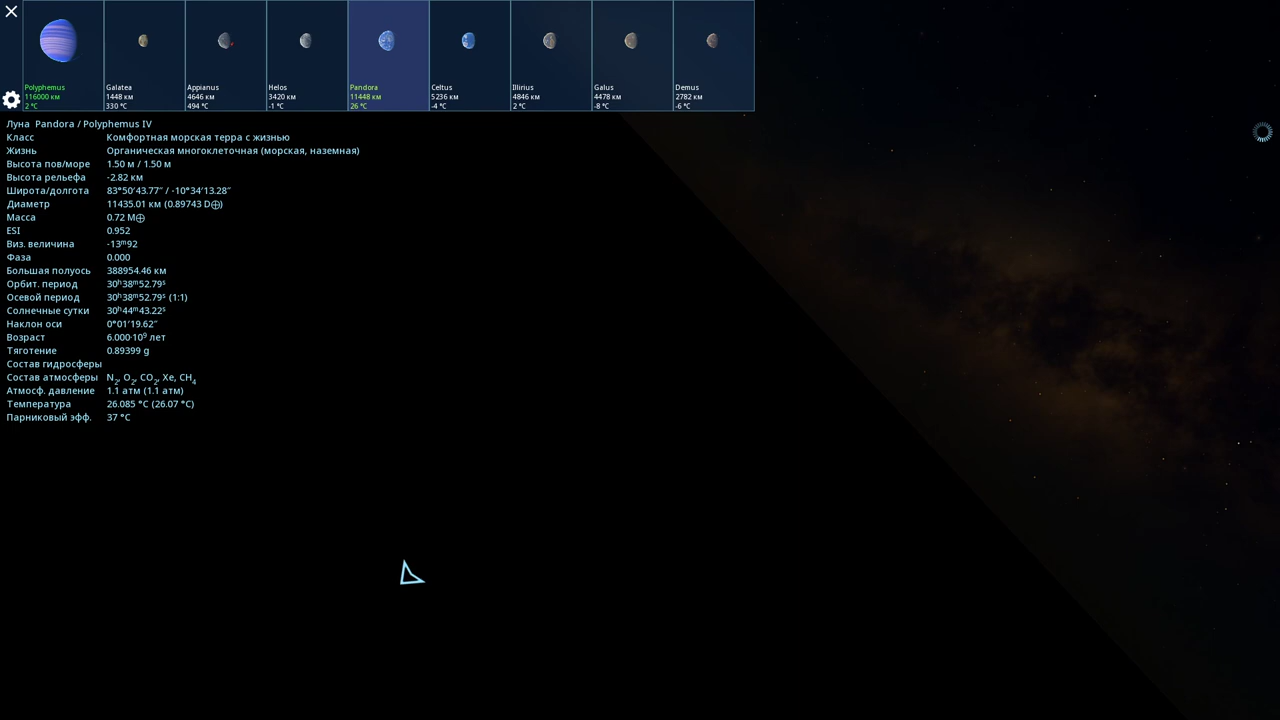 Polyphemus
116000 км
2 °C
Galatea
1448 км
330 °C
Appianus
4646 км
494 °C
Helos
3420 км
-1 °C
Pandora
11448 км
26 °C
Celtus
5236 км
-4 °C
Illirius
4846 км
2 °C
Galus
4478 км
-8 °C
Demus
2782 км
-6 °C
Луна Pandora / Polyphemus IV
Класс Комфортная морская терра с жизнью
Жизнь Органическая многоклеточная (морская, наземная)
Высота пов/море 1.50 м / 1.50 м
Высота рельефа -2.82 км
Широта/долгота 83°50′43.77″ / -10°34′13.28″
Диаметр 11435.01 км (0.89743 D⊕)
Масса 0.72 M⊕
ESI 0.952
Виз. величина -13ᵐ92
Фаза 0.000
Большая полуось 388954.46 км
Орбит. период 30ʰ38ᵐ52.79ˢ
Осевой период 30ʰ38ᵐ52.79ˢ (1:1)
Солнечные сутки 30ʰ44ᵐ43.22ˢ
Наклон оси 0°01′19.62″
Возраст 6.000·10⁹ лет
Тяготение 0.89399 g
Состав гидросферы
Состав атмосферы N₂, O₂, CO₂, Xe, CH₄
Атмосф. давление 1.1 атм (1.1 атм)
Температура 26.085 °C (26.07 °C)
Парниковый эфф. 37 °C